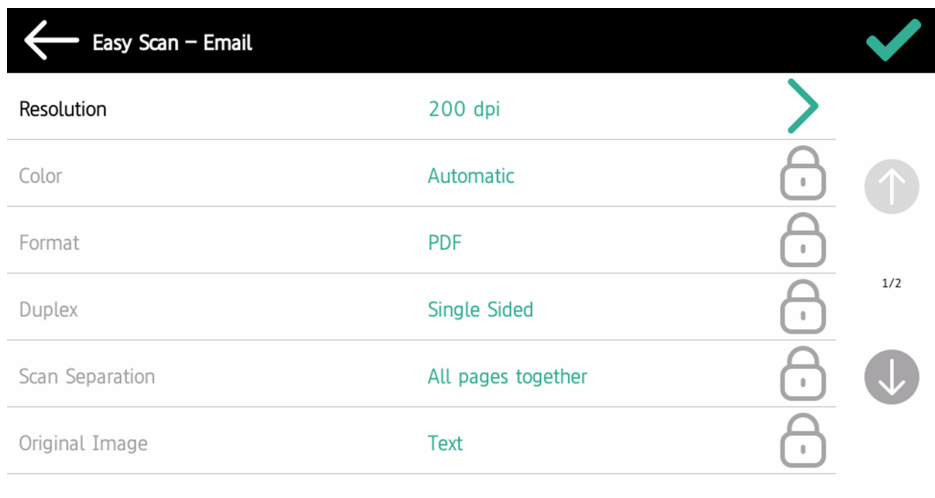 Easy Scan – Email
Resolution 200 dpi
Color Automatic
Format PDF
Duplex Single Sided
1/2
Scan Separation All pages together
Original Image Text